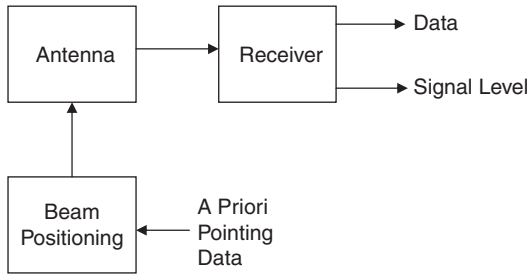 Antenna
Receiver
Data
Signal Level
Beam
Positioning
A Priori
Pointing
Data